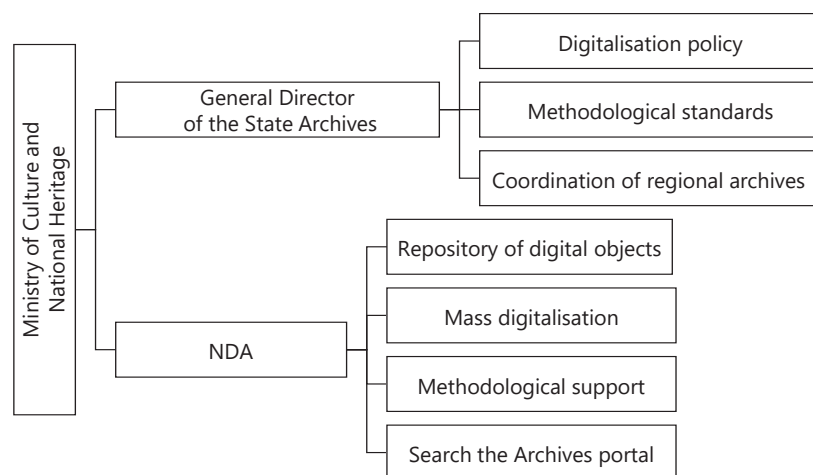 Ministry of Culture and
National Heritage
General Director
of the State Archives
Digitalisation policy
Methodological standards
Coordination of regional archives
NDA
Repository of digital objects
Mass digitalisation
Methodological support
Search the Archives portal